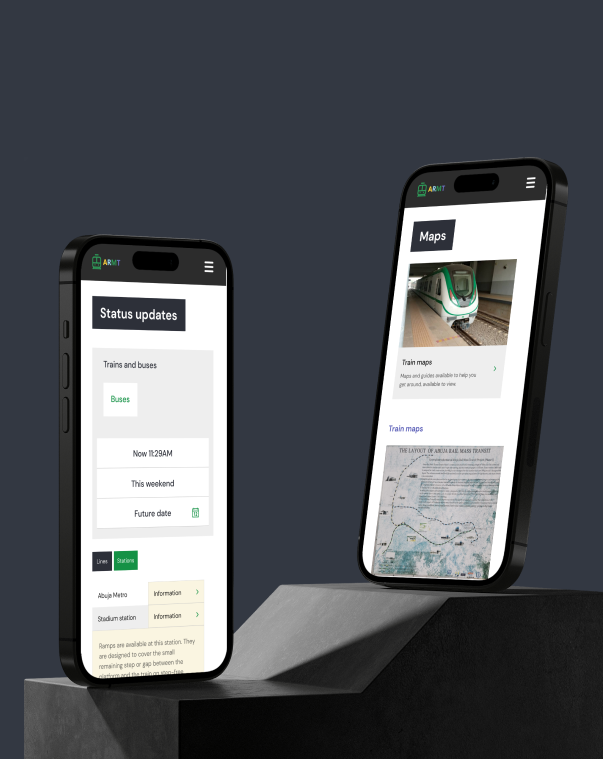 ARMT
Status updates
Trains and buses
Buses
Now 11:29AM
This weekend
Future date
Lines
Stations
Abuja Metro
Information
Stadium station
Information
Ramps are available at this station. They
are designed to cover the small
remaining step or gap between the
platform and the train on step-free
ARMT
Maps
Train maps
Maps and guides available to help you
get around, available to view.
Train maps
THE LAYOUT OF ABUJA RAIL MASS TRANSIT